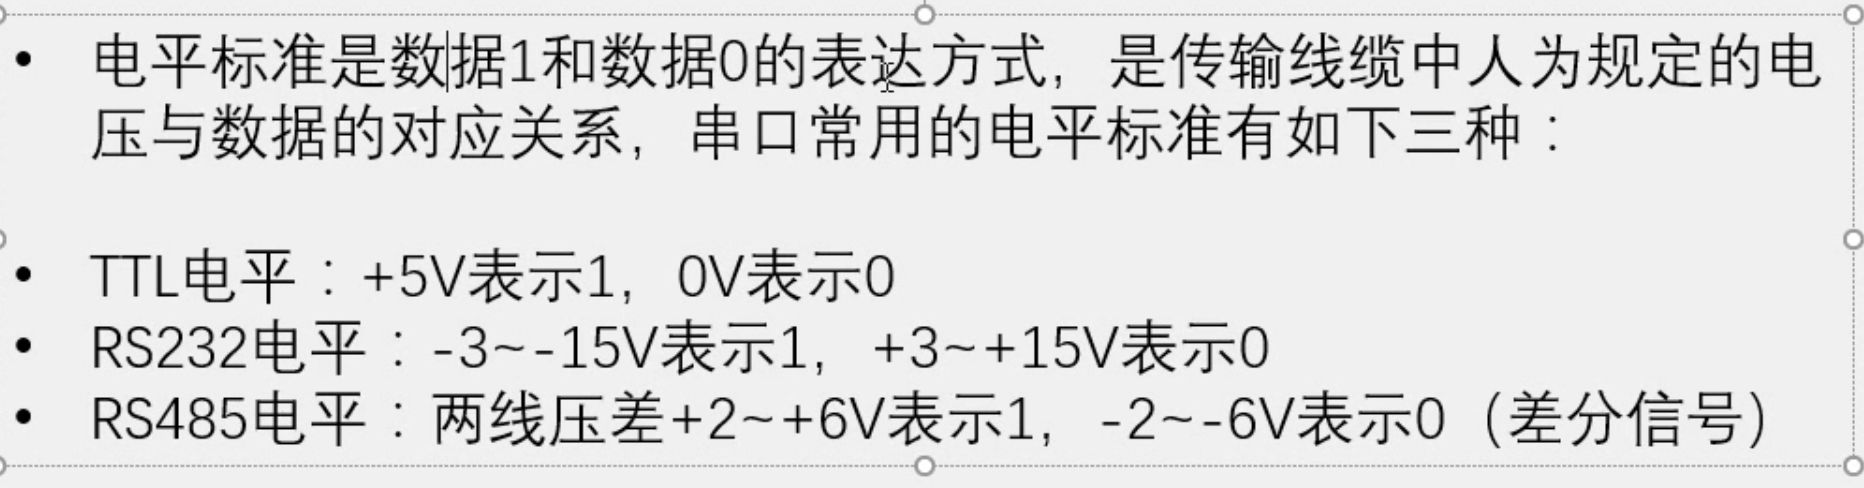 • 电平标准是数据1和数据0的表达方式，是传输线缆中人为规定的电
压与数据的对应关系，串口常用的电平标准有如下三种：
• TTL电平：+5V表示1，0V表示0
• RS232电平：-3~-15V表示1，+3~+15V表示0
• RS485电平：两线压差+2~+6V表示1，-2~-6V表示0（差分信号）